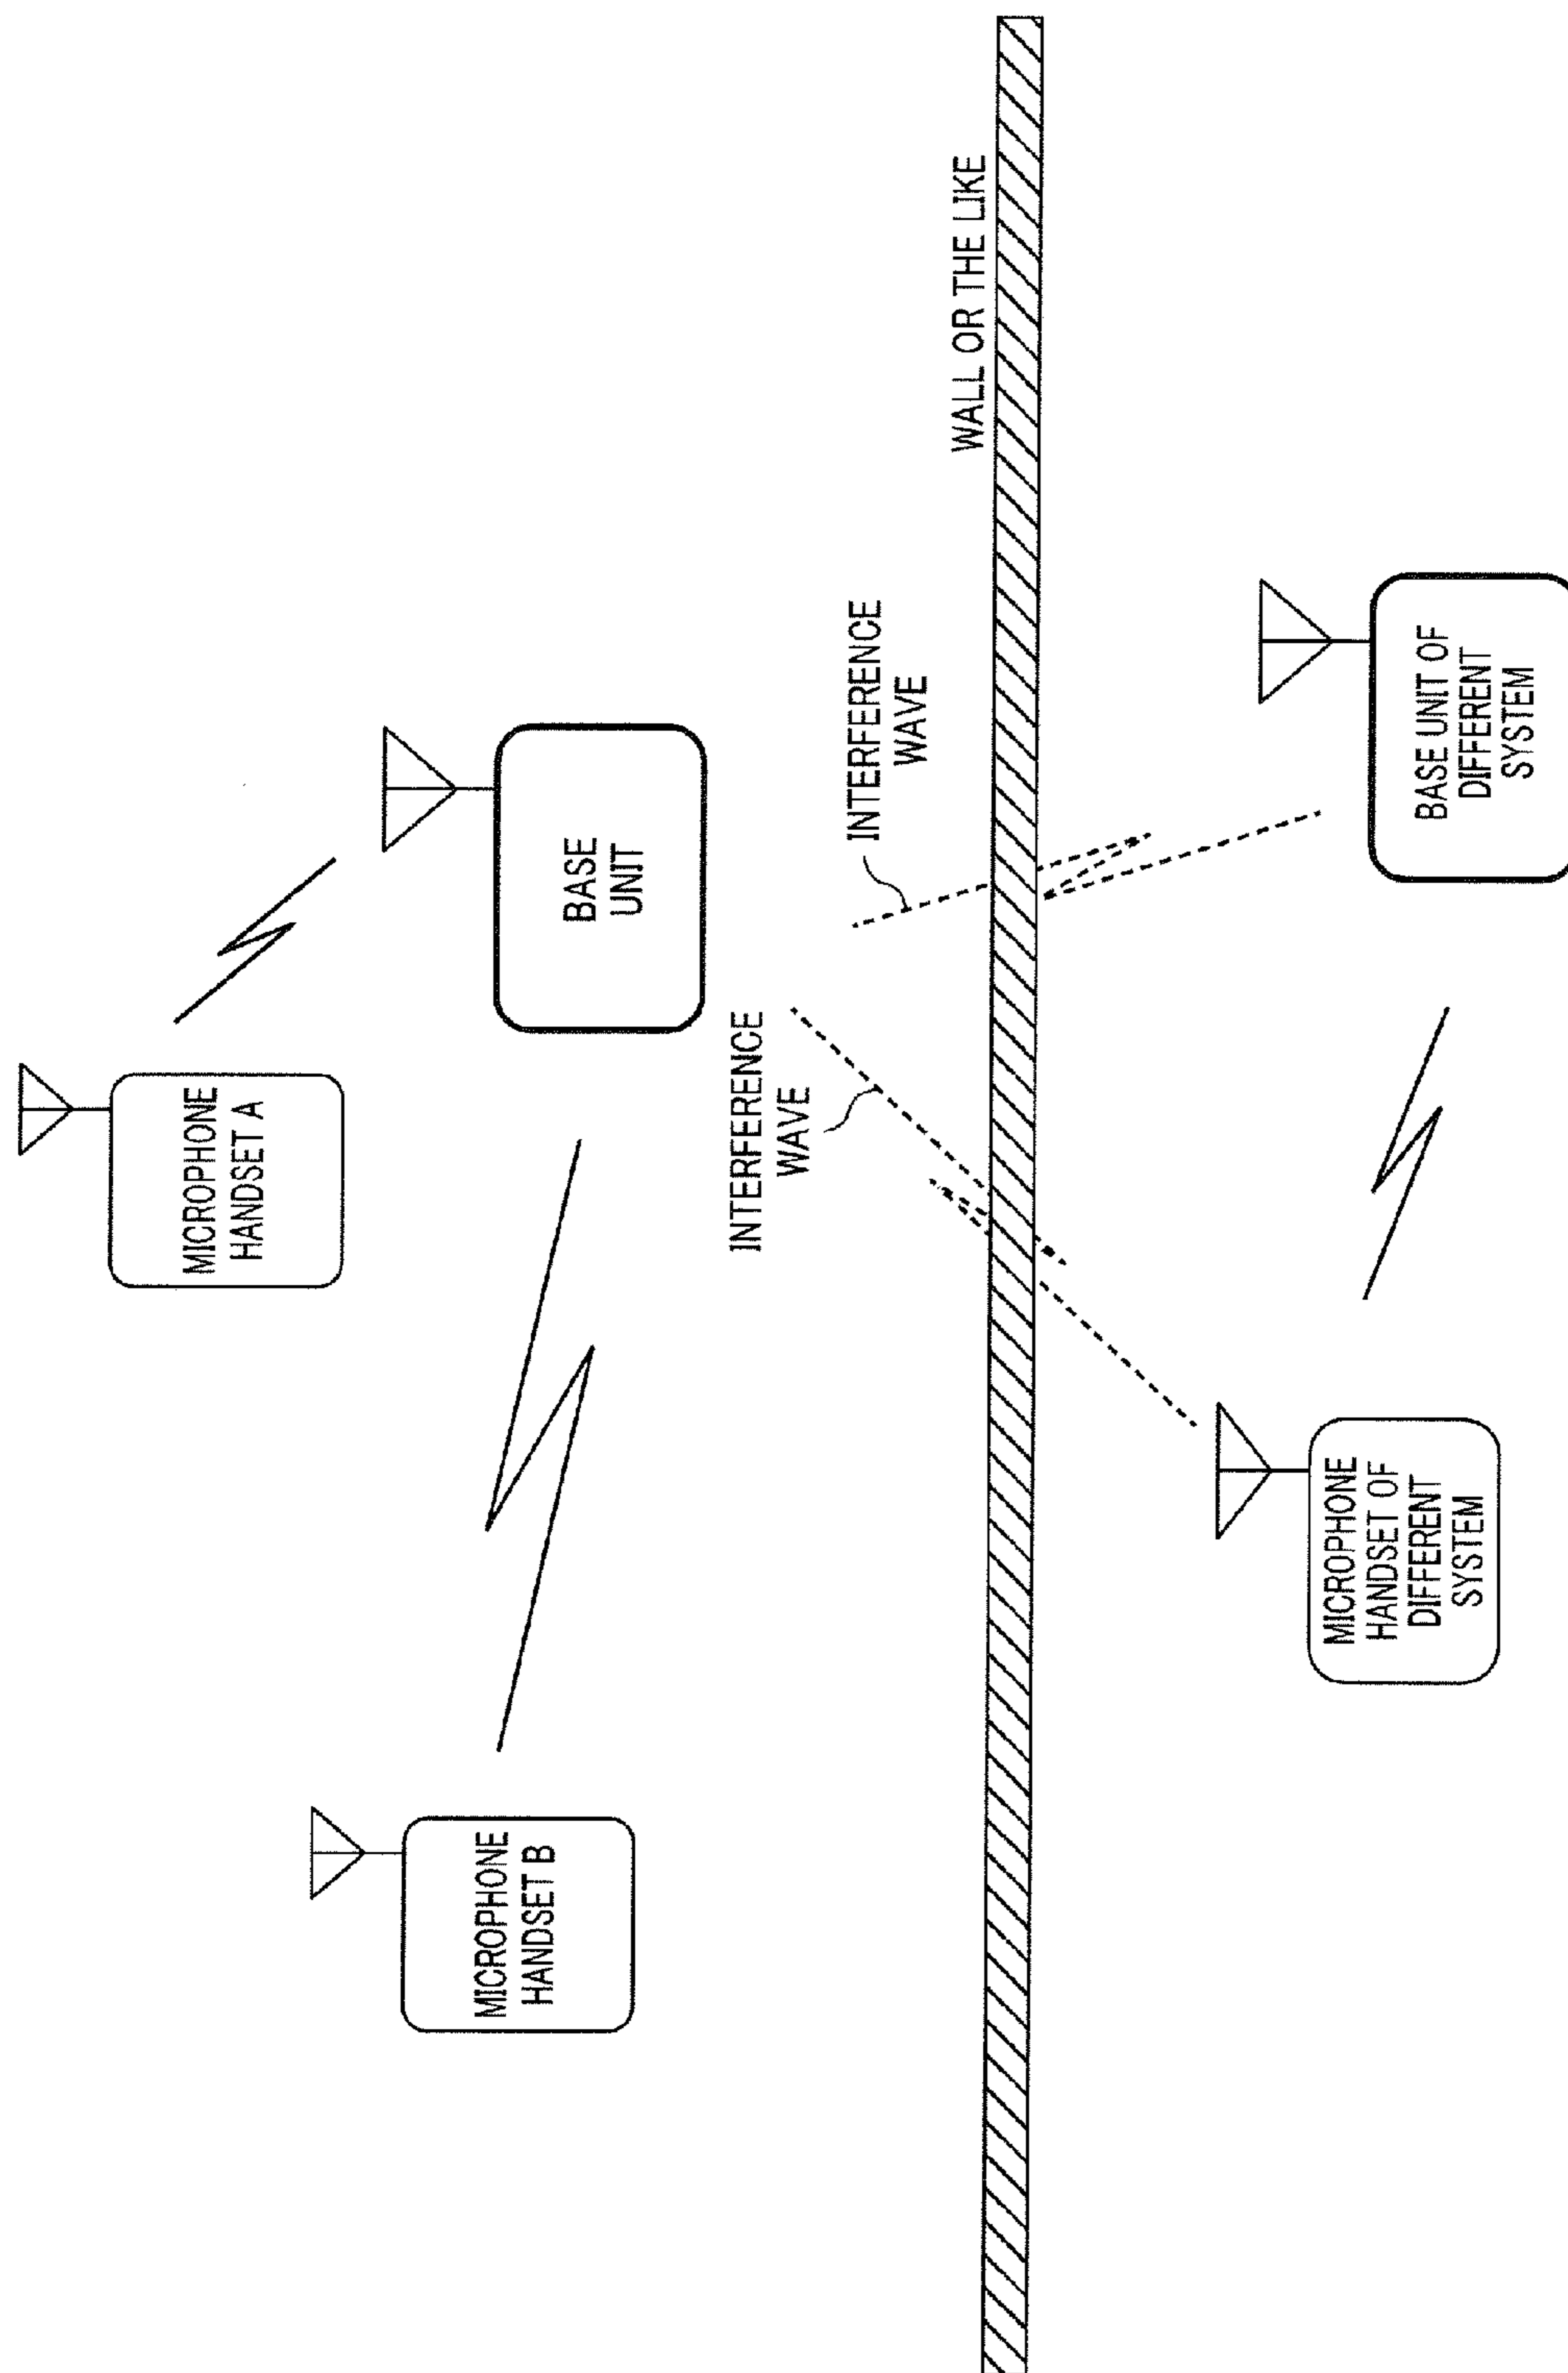 MICROPHONE
HANDSET A
MICROPHONE
HANDSET B
BASE
UNIT
INTERFERENCE
WAVE
INTERFERENCE
WAVE
WALL OR THE LIKE
MICROPHONE
HANDSET OF
DIFFERENT
SYSTEM
BASE UNIT OF
DIFFERENT
SYSTEM